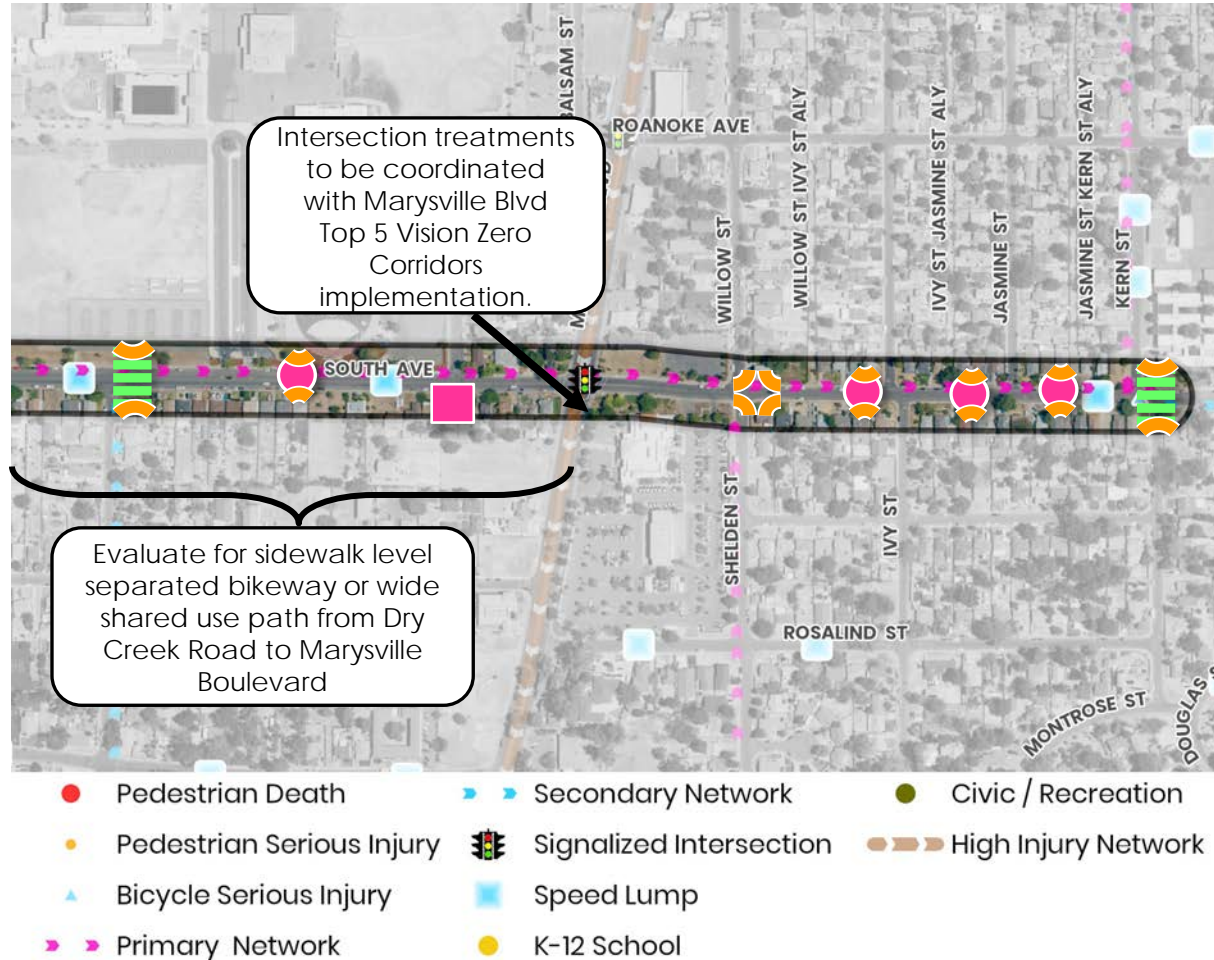 BALSAM ST
ROANOKE AVE
Intersection treatments
to be coordinated
with Marysville Blvd
Top 5 Vision Zero
Corridors
implementation.
WILLOW ST
WILLOW ST IVY ST ALY
IVY ST JASMINE ST ALY
JASMINE ST
JASMINE ST KERN ST ALY
KERN ST
SOUTH AVE
Evaluate for sidewalk level
separated bikeway or wide
shared use path from Dry
Creek Road to Marysville
Boulevard
SHELDEN ST
IVY ST
ROSALIND ST
MONTROSE ST
DOUGLAS
Pedestrian Death
Secondary Network
Civic / Recreation
Pedestrian Serious Injury
Signalized Intersection
High Injury Network
Bicycle Serious Injury
Speed Lump
Primary Network
K-12 School